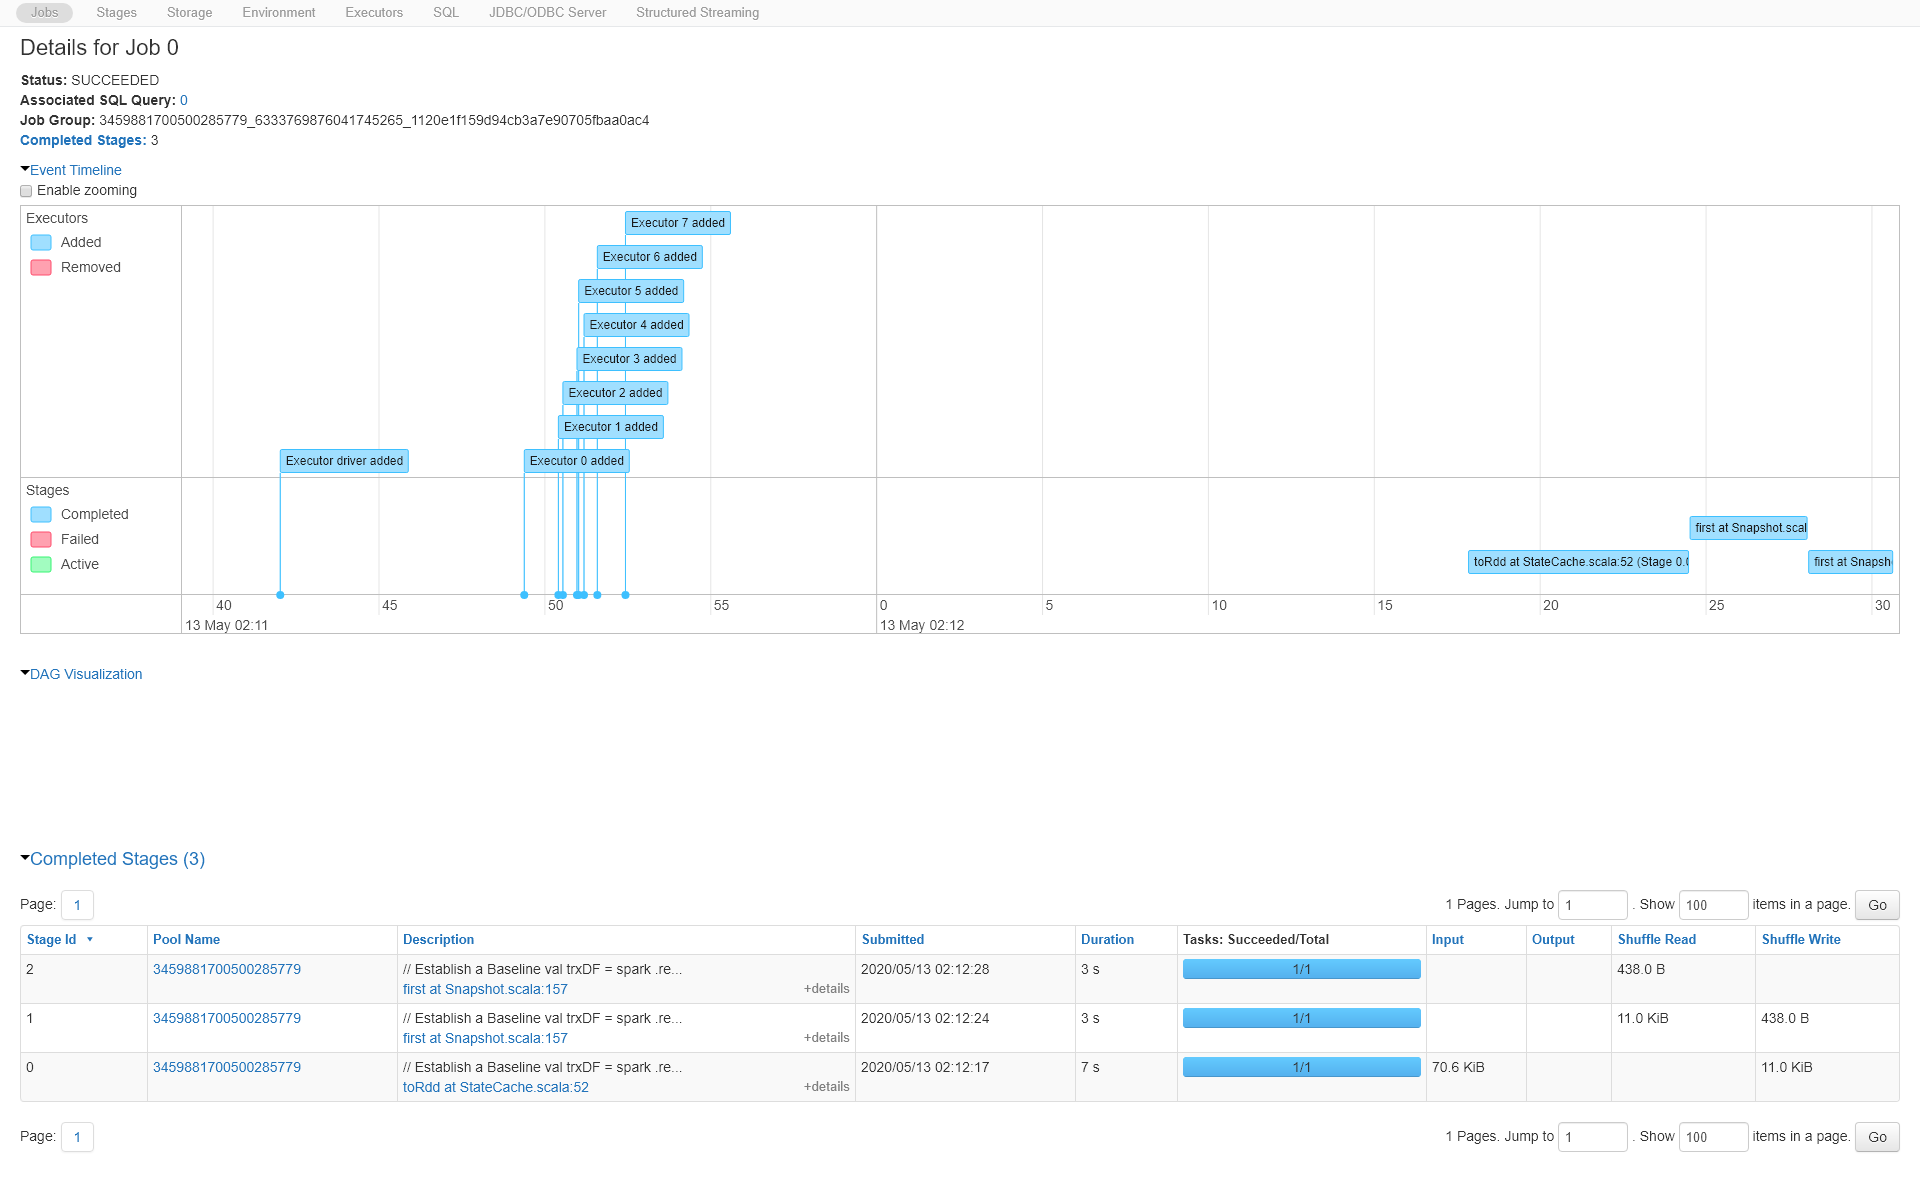 Jobs Stages Storage Environment Executors SQL JDBC/ODBC Server Structured Streaming
Details for Job 0
Status: SUCCEEDED
Associated SQL Query: 0
Job Group: 3459881700500285779_6333769876041745265_1120e1f159d94cb3a7e90705fbaa0ac4
Completed Stages: 3
Event Timeline
Enable zooming
Executors
Added
Removed
Executor 7 added
Executor 6 added
Executor 5 added
Executor 4 added
Executor 3 added
Executor 2 added
Executor 1 added
Executor driver added Executor 0 added
Stages
Completed
Failed
Active
first at Snapshot.scal
toRdd at StateCache.scala:52 (Stage 0.0 first at Snapsh
40 45 50 55 0 5 10 15 20 25 30
13 May 02:11 13 May 02:12
DAG Visualization
Completed Stages (3)
Page: 1 1 Pages. Jump to 1 . Show 100 items in a page. Go
Stage Id Pool Name Description Submitted Duration Tasks: Succeeded/Total Input Output Shuffle Read Shuffle Write
2 3459881700500285779 // Establish a Baseline val trxDF = spark .re... 2020/05/13 02:12:28 3 s 1/1 438.0 B
first at Snapshot.scala:157 +details
1 3459881700500285779 // Establish a Baseline val trxDF = spark .re... 2020/05/13 02:12:24 3 s 1/1 11.0 KiB 438.0 B
first at Snapshot.scala:157 +details
0 3459881700500285779 // Establish a Baseline val trxDF = spark .re... 2020/05/13 02:12:17 7 s 1/1 70.6 KiB 11.0 KiB
toRdd at StateCache.scala:52 +details
Page: 1 1 Pages. Jump to 1 . Show 100 items in a page. Go